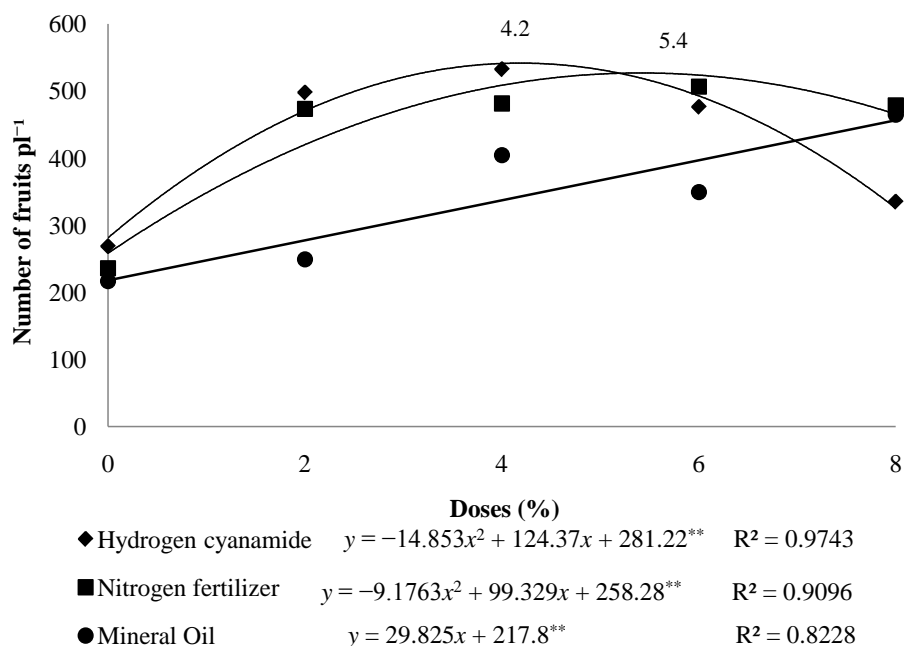 600
4.2
5.4
500
400
300
200
100
0
Number of fruits pl⁻¹
0 2 4 6 8
Doses (%)
Hydrogen cyanamide y = −14.853x² + 124.37x + 281.22** R² = 0.9743
Nitrogen fertilizer y = −9.1763x² + 99.329x + 258.28** R² = 0.9096
Mineral Oil y = 29.825x + 217.8** R² = 0.8228